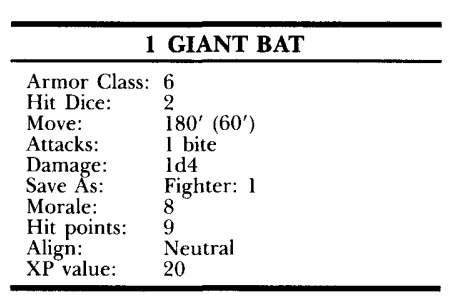 1 GIANT BAT
Armor Class: 6
Hit Dice: 2
Move: 180' (60')
Attacks: 1 bite
Damage: 1d4
Save As: Fighter: 1
Morale: 8
Hit points: 9
Align: Neutral
XP value: 20